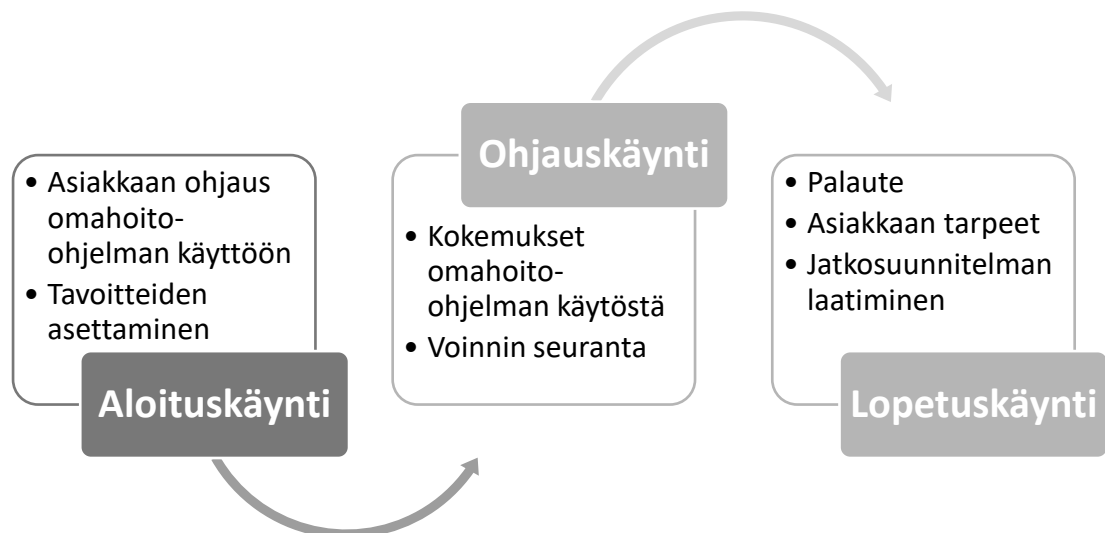 • Asiakkaan ohjaus
omahoito-
ohjelman käyttöön
• Tavoitteiden
asettaminen
Aloituskäynti
Ohjauskäynti
• Kokemukset
omahoito-
ohjelman käytöstä
• Voinnin seuranta
• Palaute
• Asiakkaan tarpeet
• Jatkosuunnitelman
laatiminen
Lopetuskäynti